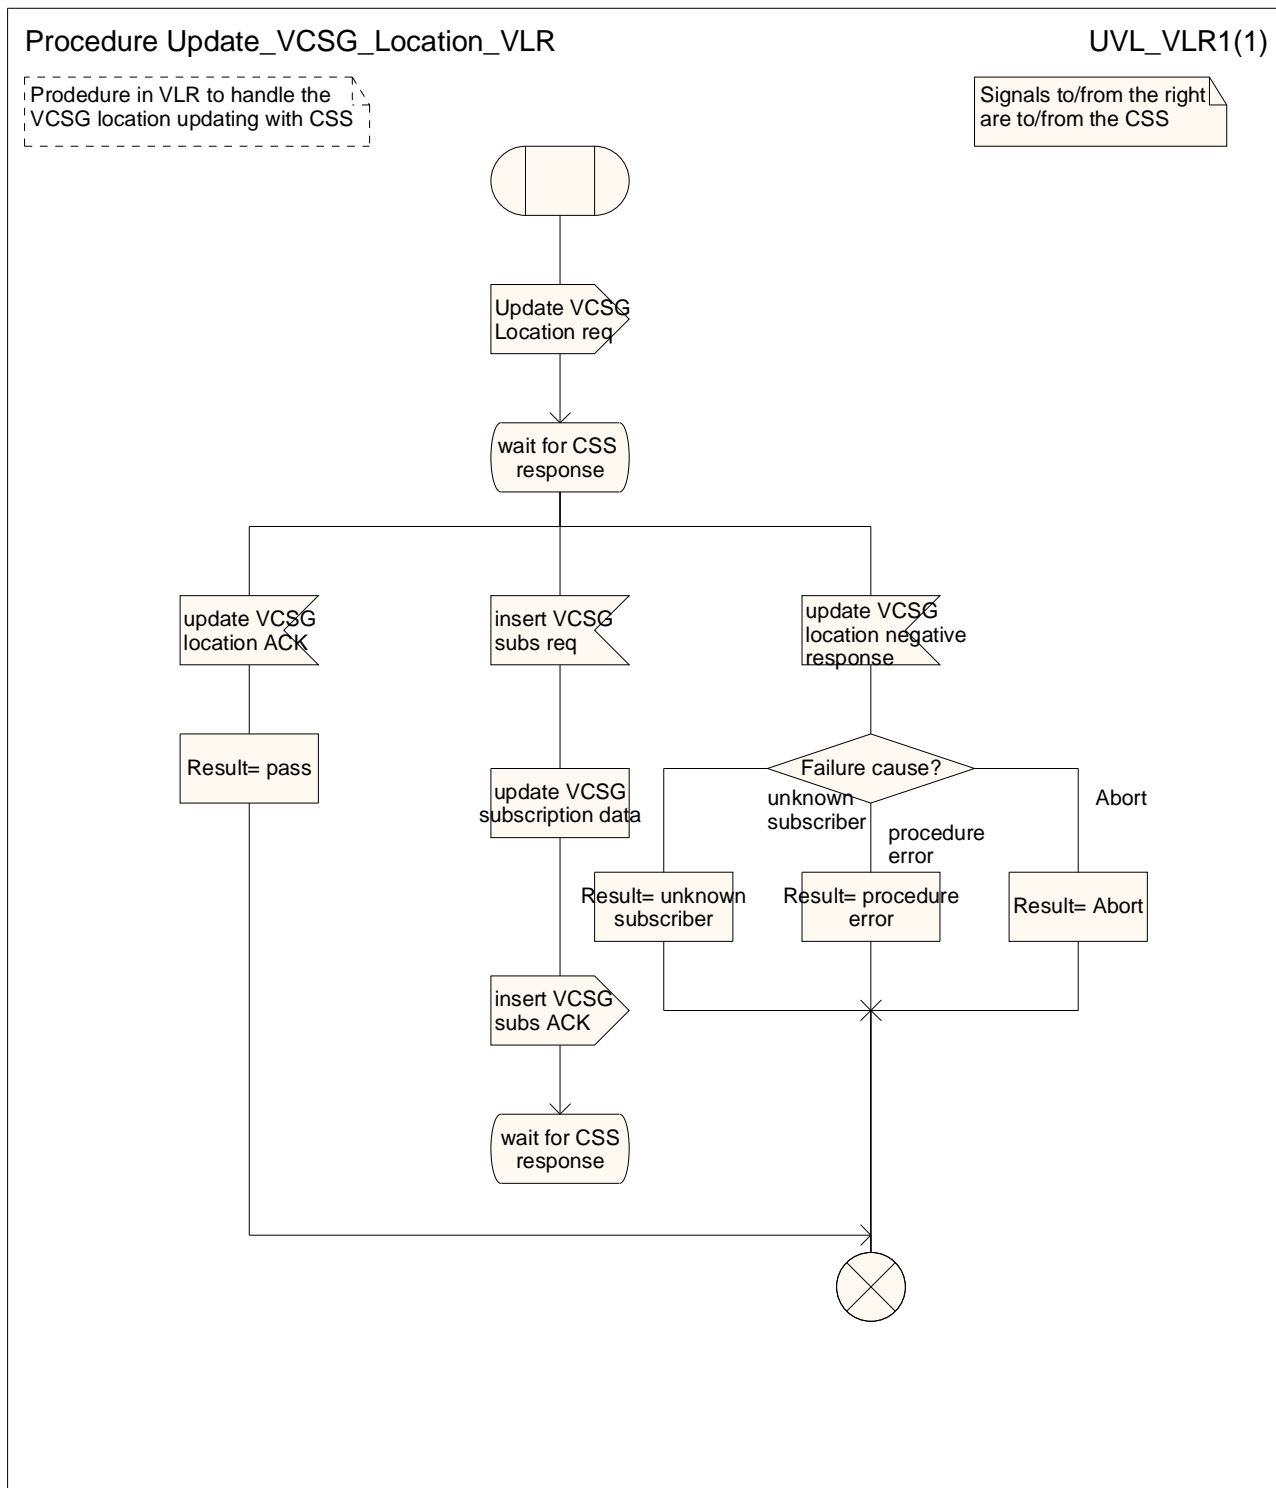 Procedure Update_VCSG_Location_VLR
UVL_VLR1(1)
Prodedure in VLR to handle the
VCSG location updating with CSS
Signals to/from the right
are to/from the CSS
Update VCSG
Location req
wait for CSS
response
update VCSG
location ACK
insert VCSG
subs req
update VCSG
location negative
response
Result= pass
update VCSG
subscription data
Failure cause?
unknown
subscriber
procedure
error
Abort
Result= unknown
subscriber
Result= procedure
error
Result= Abort
insert VCSG
subs ACK
wait for CSS
response